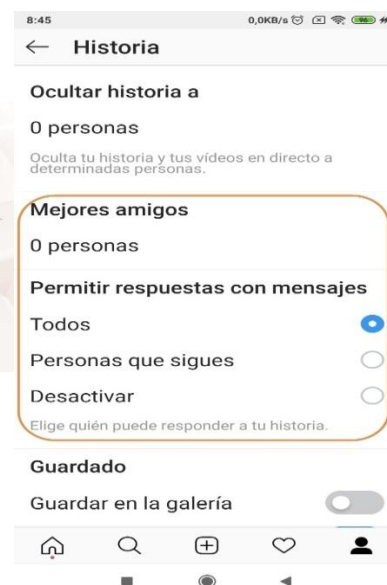 8:45 0,0KB/s 96
Historia
Ocultar historia a
0 personas
Oculta tu historia y tus vídeos en directo a
determinadas personas.
Mejores amigos
0 personas
Permitir respuestas con mensajes
Todos
Personas que sigues
Desactivar
Elige quién puede responder a tu historia.
Guardado
Guardar en la galería